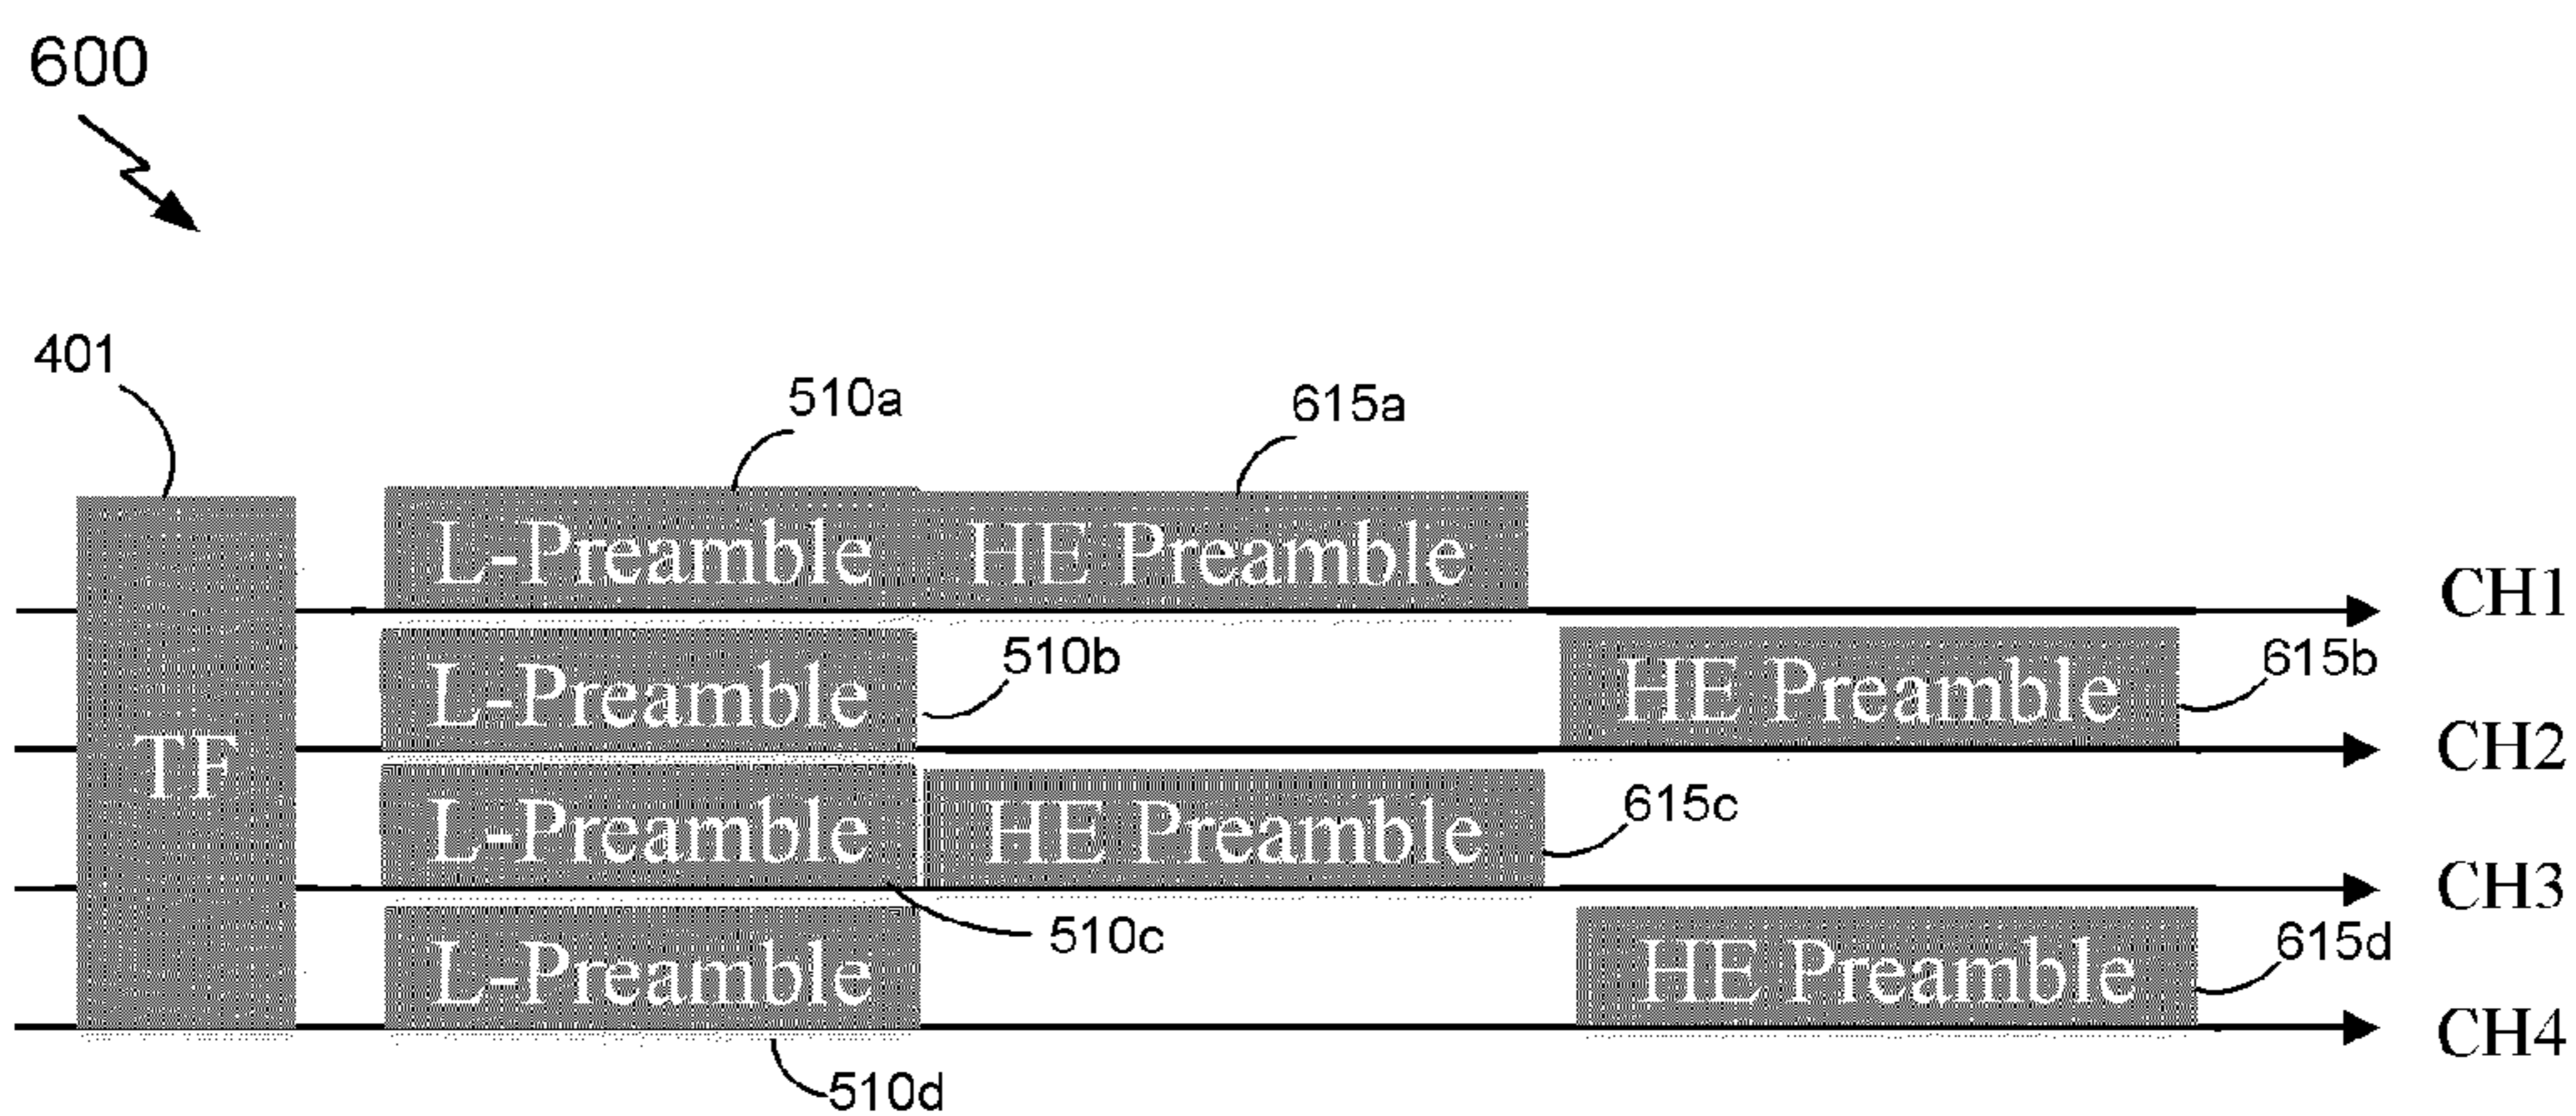 600
401
510a
615a
L-Preamble HE Preamble
CH1
L-Preamble
510b
HE Preamble
615b
TF
CH2
L-Preamble
HE Preamble
615c
CH3
510c
L-Preamble
HE Preamble
615d
CH4
510d